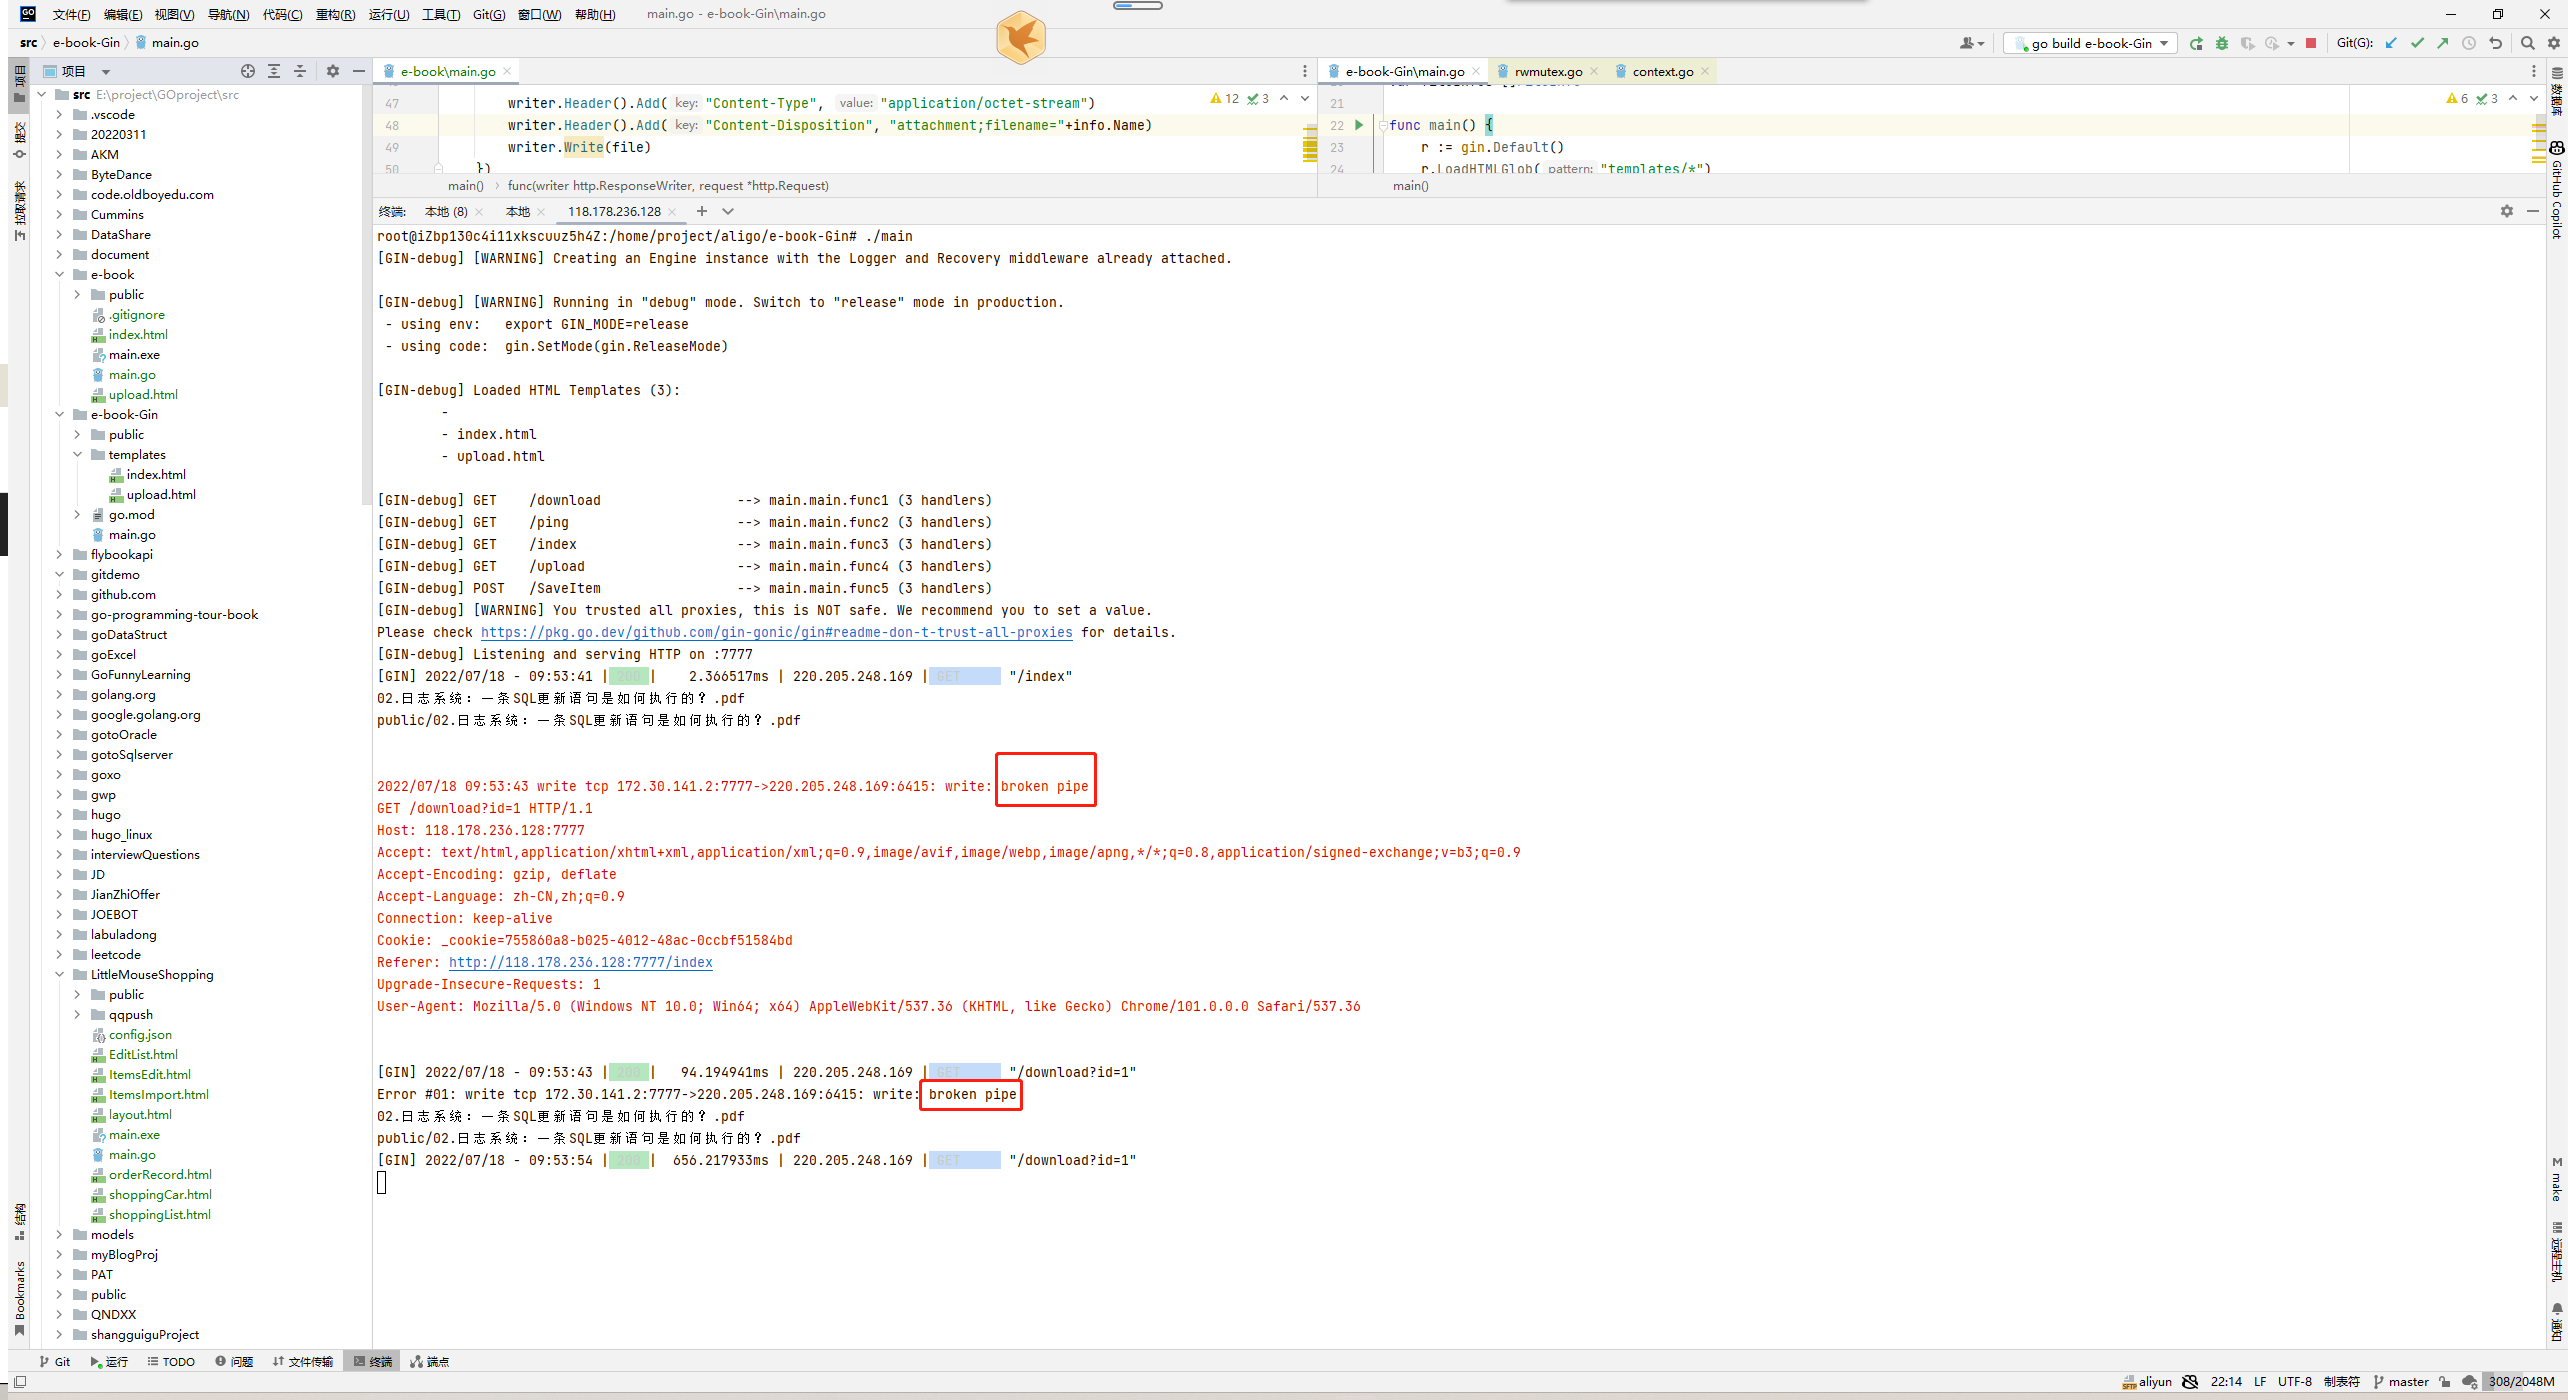 文件(F) 编辑(E) 视图(V) 导航(N) 代码(C) 重构(R) 运行(U) 工具(T) Git(G) 窗口(W) 帮助(H) main.go - e-book-Gin\main.go
src e-book-Gin main.go
go build e-book-Gin Git(G):
项目
src E:\project\GOproject\src
.vscode
20220311
AKM
ByteDance
code.oldboyedu.com
Cummins
DataShare
document
e-book
public
.gitignore
index.html
main.exe
main.go
upload.html
e-book-Gin
public
templates
index.html
upload.html
go.mod
main.go
flybookapi
gitdemo
github.com
go-programming-tour-book
goDataStruct
goExcel
GoFunnyLearning
golang.org
google.golang.org
gotoOracle
gotoSqlserver
goxo
gwp
hugo
hugo_linux
interviewQuestions
JD
JianZhiOffer
JOEBOT
labuladong
leetcode
LittleMouseShopping
public
qqpush
config.json
EditList.html
ItemsEdit.html
ItemsImport.html
layout.html
main.exe
main.go
orderRecord.html
shoppingCar.html
shoppingList.html
models
myBlogProj
PAT
public
QNDXX
shangguiguProject
项目
提交
拉取请求
结构
Bookmarks
e-book\main.go
47 writer.Header().Add( key: "Content-Type", value: "application/octet-stream")
48 writer.Header().Add( key: "Content-Disposition", "attachment;filename="+info.Name)
49 writer.Write(file)
50 })
12 3
main() func(writer http.ResponseWriter, request *http.Request)
e-book-Gin\main.go rwmutex.go context.go
21
22 func main() {
23 r := gin.Default()
24 r.LoadHTMLGlob( pattern: "templates/*")
6 3
main()
终端: 本地 (8) 本地 118.178.236.128
root@iZbp130c4i11xkscuuz5h4Z:/home/project/aligo/e-book-Gin# ./main
[GIN-debug] [WARNING] Creating an Engine instance with the Logger and Recovery middleware already attached.
[GIN-debug] [WARNING] Running in "debug" mode. Switch to "release" mode in production.
- using env: export GIN_MODE=release
- using code: gin.SetMode(gin.ReleaseMode)
[GIN-debug] Loaded HTML Templates (3):
-
- index.html
- upload.html
[GIN-debug] GET /download --> main.main.func1 (3 handlers)
[GIN-debug] GET /ping --> main.main.func2 (3 handlers)
[GIN-debug] GET /index --> main.main.func3 (3 handlers)
[GIN-debug] GET /upload --> main.main.func4 (3 handlers)
[GIN-debug] POST /SaveItem --> main.main.func5 (3 handlers)
[GIN-debug] [WARNING] You trusted all proxies, this is NOT safe. We recommend you to set a value.
Please check https://pkg.go.dev/github.com/gin-gonic/gin#readme-don-t-trust-all-proxies for details.
[GIN-debug] Listening and serving HTTP on :7777
[GIN] 2022/07/18 - 09:53:41 | 200 | 2.366517ms | 220.205.248.169 | GET "/index"
02.日志系统：一条SQL更新语句是如何执行的？.pdf
public/02.日志系统：一条SQL更新语句是如何执行的？.pdf
2022/07/18 09:53:43 write tcp 172.30.141.2:7777->220.205.248.169:6415: write: broken pipe
GET /download?id=1 HTTP/1.1
Host: 118.178.236.128:7777
Accept: text/html,application/xhtml+xml,application/xml;q=0.9,image/avif,image/webp,image/apng,*/*;q=0.8,application/signed-exchange;v=b3;q=0.9
Accept-Encoding: gzip, deflate
Accept-Language: zh-CN,zh;q=0.9
Connection: keep-alive
Cookie: _cookie=755860a8-b025-4012-48ac-0ccbf51584bd
Referer: http://118.178.236.128:7777/index
Upgrade-Insecure-Requests: 1
User-Agent: Mozilla/5.0 (Windows NT 10.0; Win64; x64) AppleWebKit/537.36 (KHTML, like Gecko) Chrome/101.0.0.0 Safari/537.36
[GIN] 2022/07/18 - 09:53:43 | 200 | 94.194941ms | 220.205.248.169 | GET "/download?id=1"
Error #01: write tcp 172.30.141.2:7777->220.205.248.169:6415: write: broken pipe
02.日志系统：一条SQL更新语句是如何执行的？.pdf
public/02.日志系统：一条SQL更新语句是如何执行的？.pdf
[GIN] 2022/07/18 - 09:53:54 | 200 | 656.217933ms | 220.205.248.169 | GET "/download?id=1"
数据库
GitHub Copilot
make
远程主机
通知
Git 运行 TODO 问题 文件传输 终端 端点
aliyun 22:14 LF UTF-8 制表符 master 308/2048M